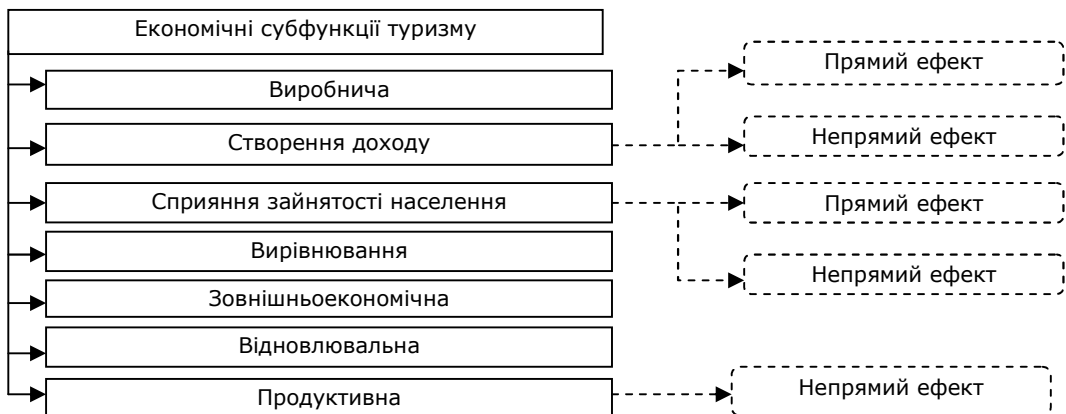 Економічні субфункції туризму
Прямий ефект
Виробнича
Створення доходу
Непрямий ефект
Сприяння зайнятості населення
Прямий ефект
Вирівнювання
Непрямий ефект
Зовнішньоекономічна
Відновлювальна
Продуктивна
Непрямий ефект